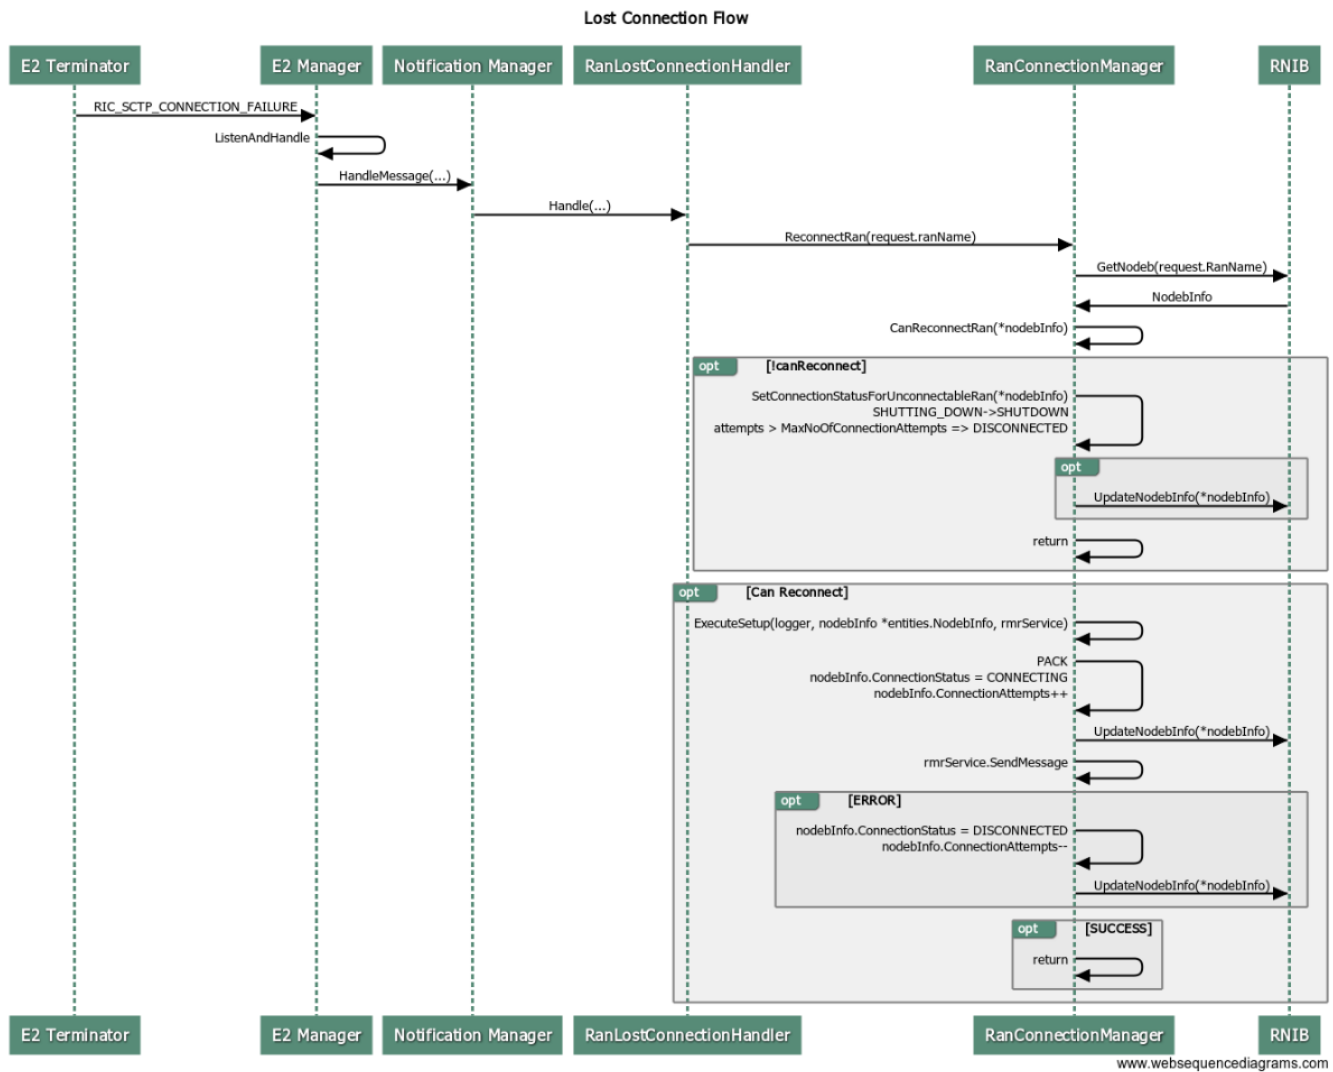 Lost Connection Flow
E2 Terminator
E2 Manager
Notification Manager
RanLostConnectionHandler
RanConnectionManager
RNIB
RIC_SCTP_CONNECTION_FAILURE
ListenAndHandle
HandleMessage(...)
Handle(...)
ReconnectRan(request.ranName)
GetNodeb(request.RanName)
NodebInfo
CanReconnectRan(*nodebInfo)
opt [!canReconnect]
SetConnectionStatusForUnconnectableRan(*nodebInfo)
SHUTTING_DOWN->SHUTDOWN
attempts > MaxNoOfConnectionAttempts => DISCONNECTED
opt
UpdateNodebInfo(*nodebInfo)
return
opt [Can Reconnect]
ExecuteSetup(logger, nodebInfo *entities.NodebInfo, rmrService)
PACK
nodebInfo.ConnectionStatus = CONNECTING
nodebInfo.ConnectionAttempts++
UpdateNodebInfo(*nodebInfo)
rmrService.SendMessage
opt [ERROR]
nodebInfo.ConnectionStatus = DISCONNECTED
nodebInfo.ConnectionAttempts--
UpdateNodebInfo(*nodebInfo)
opt [SUCCESS]
return
E2 Terminator
E2 Manager
Notification Manager
RanLostConnectionHandler
RanConnectionManager
RNIB
www.websequencediagrams.com